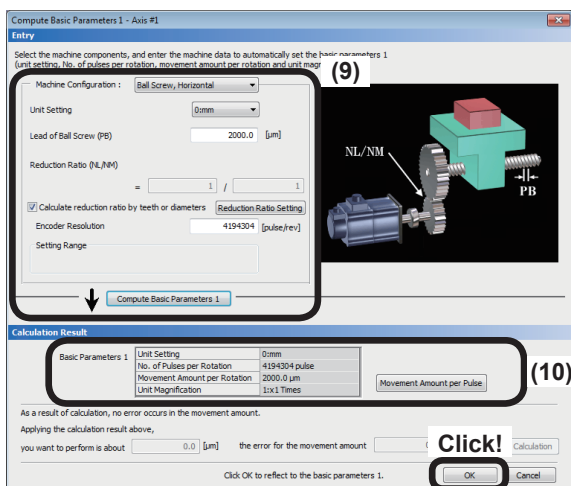 Compute Basic Parameters 1 - Axis #1
Entry
Select the machine components, and enter the machine data to automatically set the basic parameters 1
(unit setting, No. of pulses per rotation, movement amount per rotation and unit magn
(9)
Machine Configuration : Ball Screw, Horizontal
Unit Setting 0:mm
Lead of Ball Screw (PB) 2000.0 [µm]
Reduction Ratio (NL/NM)
= 1 / 1
Calculate reduction ratio by teeth or diameters Reduction Ratio Setting
Encoder Resolution 4194304 [pulse/rev]
Setting Range
NL/NM
PB
Compute Basic Parameters 1
Calculation Result
Basic Parameters 1
Unit Setting 0:mm
No. of Pulses per Rotation 4194304 pulse
Movement Amount per Rotation 2000.0 µm
Unit Magnification 1:x1 Times
Movement Amount per Pulse
(10)
As a result of calculation, no error occurs in the movement amount.
Applying the calculation result above,
you want to perform is about 0.0 [µm] the error for the movement amount Calculation
Click!
Click OK to reflect to the basic parameters 1. OK Cancel